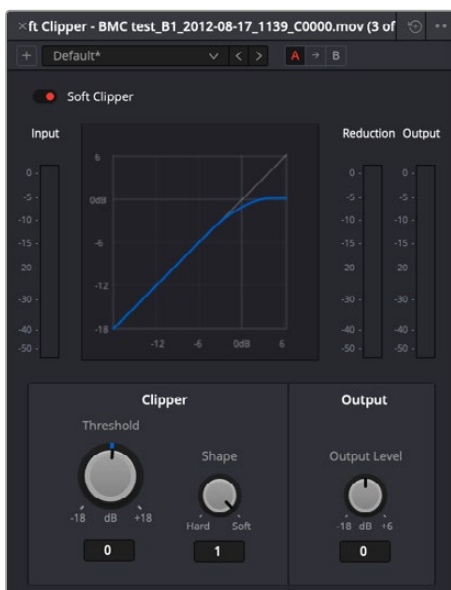 ×ft Clipper - BMC test_B1_2012-08-17_1139_C0000.mov (3 of
+ Default* < > A → B
Soft Clipper
Input Reduction Output
6
0dB
-6
-12
-18
-12 -6 0dB 6
0 -
-5 -
-10 -
-15 -
20
-30 -
-40 -
-50 -
0 -
-5 -
-10 -
-15 -
20
-30 -
-40 -
-50 -
0 -
-5 -
-10 -
-15 -
20
-30 -
-40 -
-50 -
Clipper
Threshold
-18 dB +18
0
Shape
Hard Soft
1
Output
Output Level
-18 dB +6
0